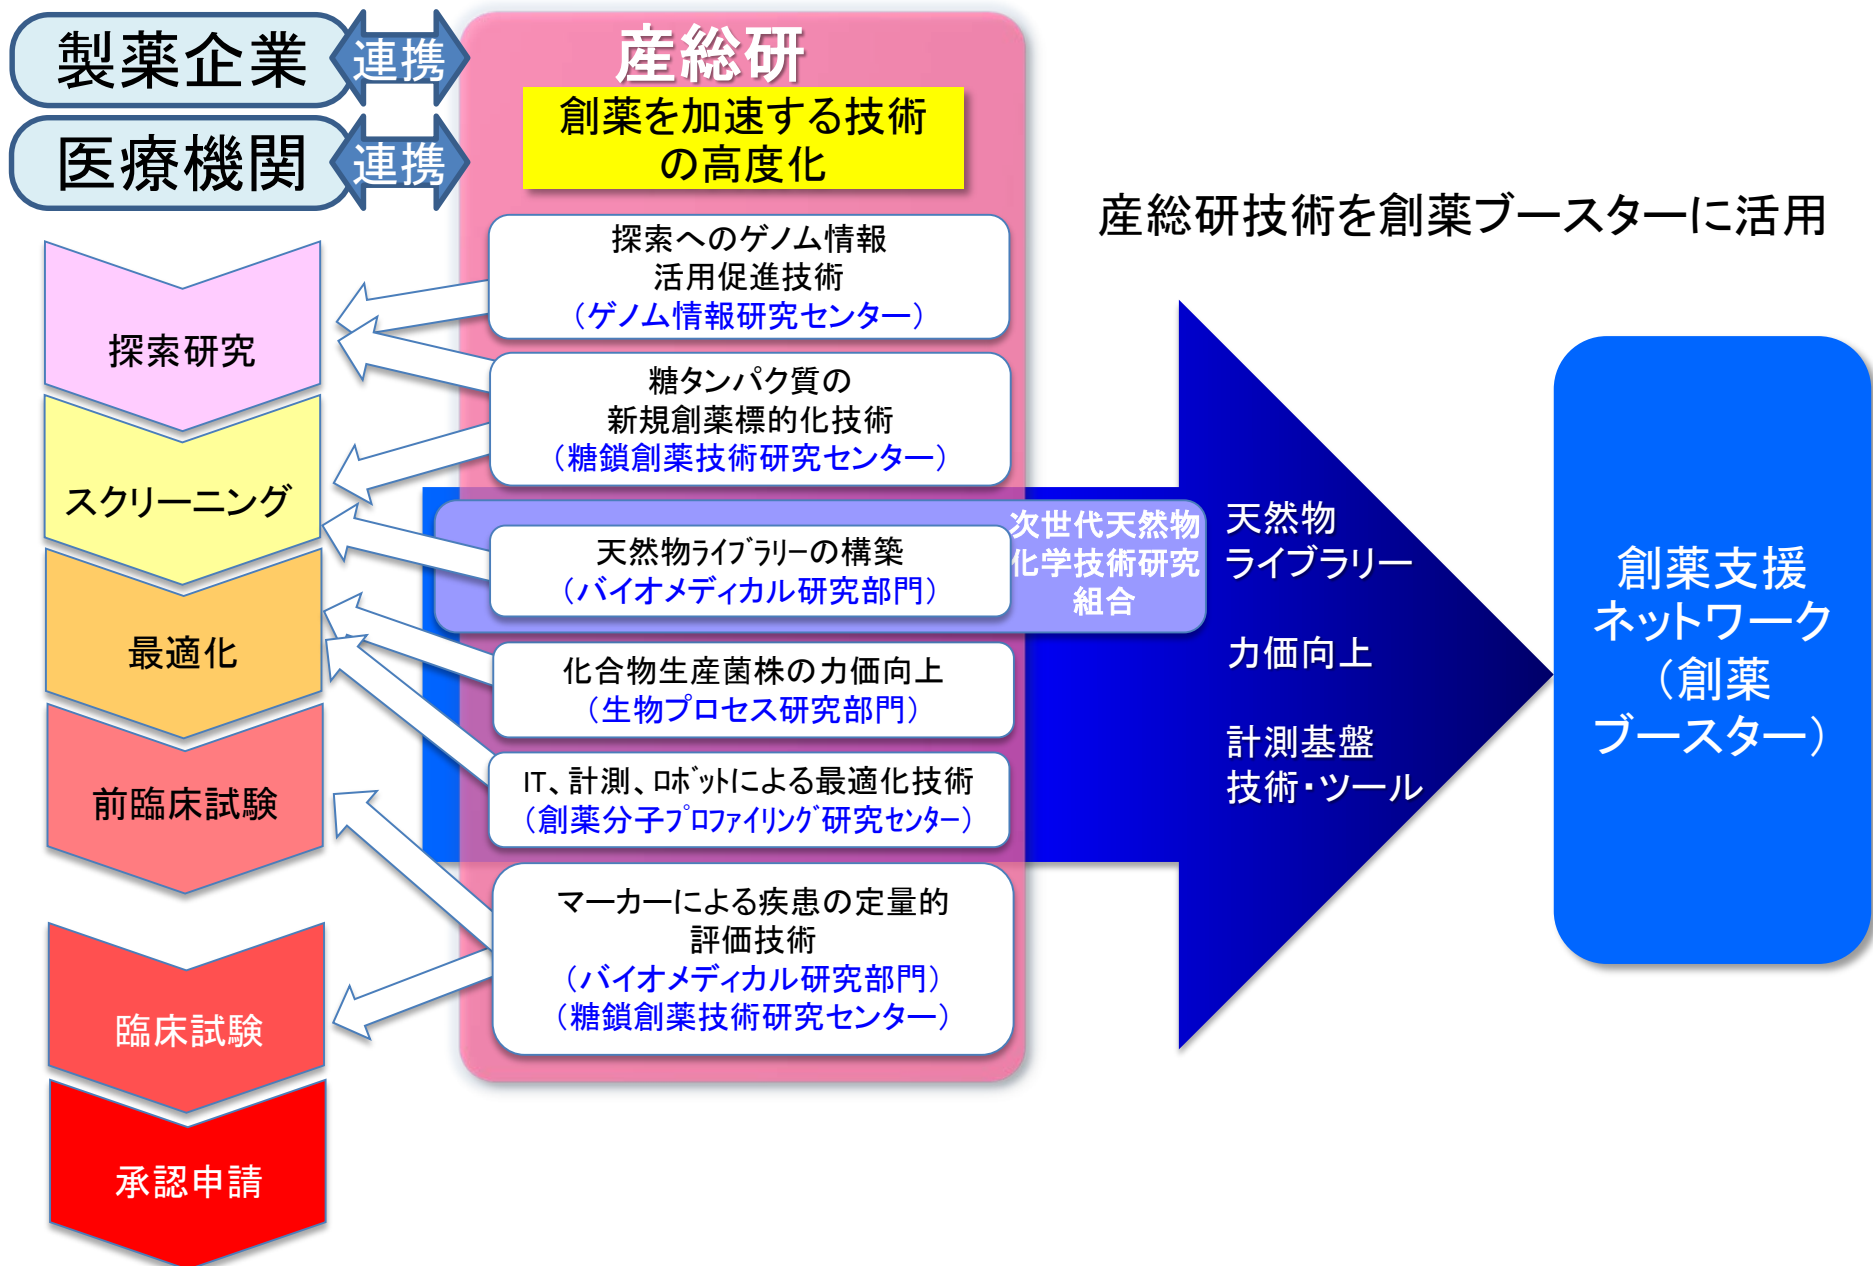 製薬企業
連携
医療機関
連携
産総研
創薬を加速する技術
の高度化
探索研究
スクリーニング
最適化
前臨床試験
臨床試験
承認申請
探索へのゲノム情報
活用促進技術
（ゲノム情報研究センター）
糖タンパク質の
新規創薬標的化技術
（糖鎖創薬技術研究センター）
天然物ﾗｲﾌﾞﾗﾘｰの構築
（バイオメディカル研究部門）
次世代天然物
化学技術研究
組合
化合物生産菌株の力価向上
（生物プロセス研究部門）
IT、計測、ﾛﾎﾞｯﾄによる最適化技術
（創薬分子ﾌﾟﾛﾌｧｲﾘﾝｸﾞ研究ｾﾝﾀｰ）
マーカーによる疾患の定量的
評価技術
（バイオメディカル研究部門）
（糖鎖創薬技術研究センター）
産総研技術を創薬ブースターに活用
天然物
ライブラリー
力価向上
計測基盤
技術・ツール
創薬支援
ネットワーク
（創薬
ブースター）